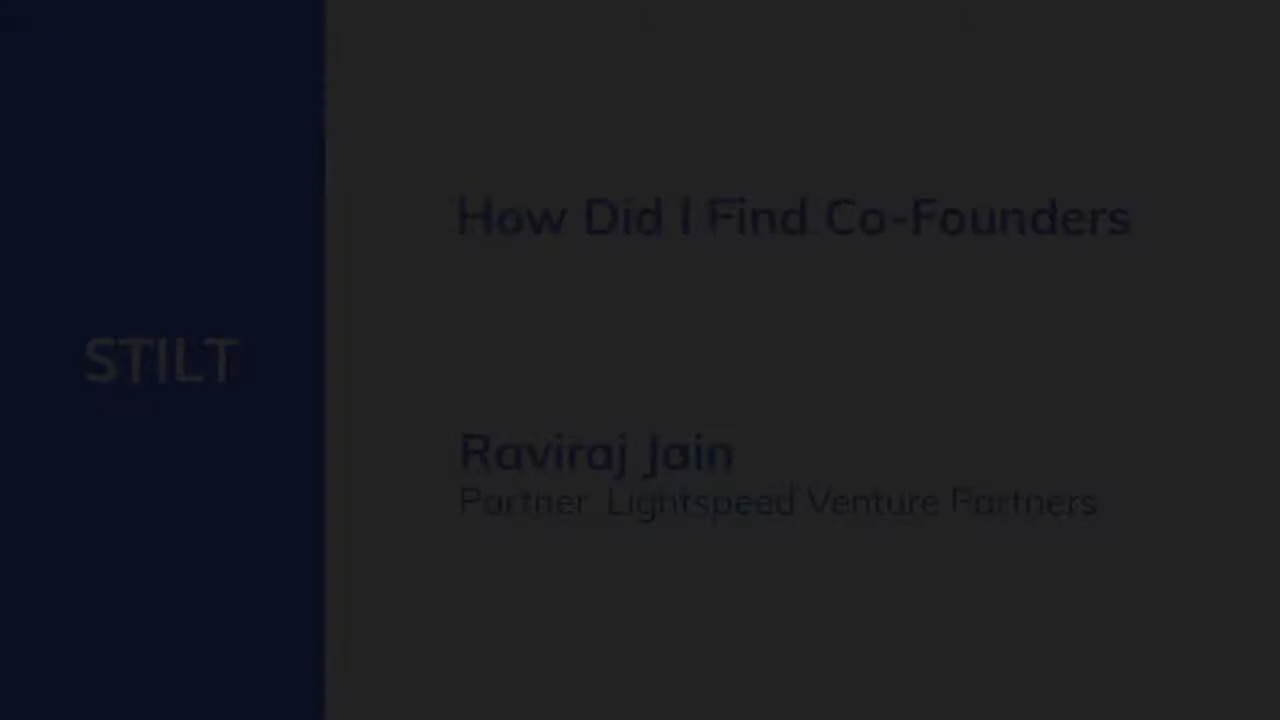 How Did I Find Co-Founders
STILT
Raviraj Jain
Partner, Lightspeed Venture Partners